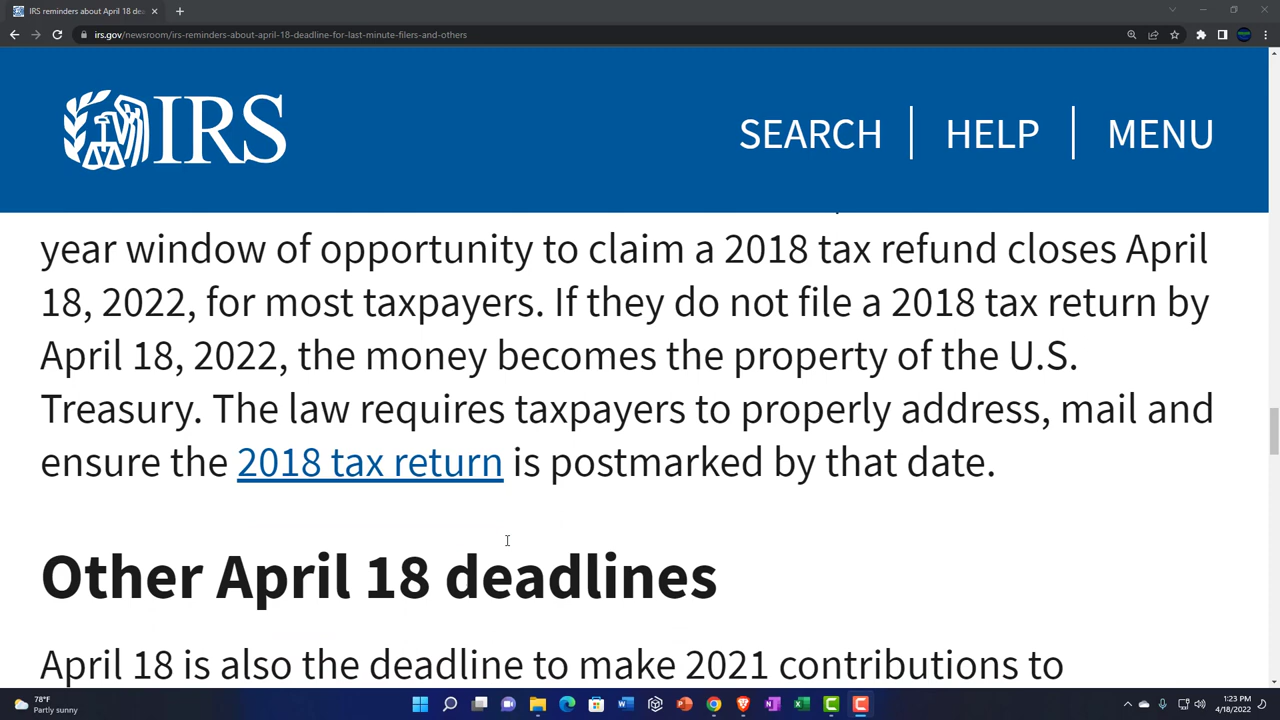 IRS reminders about April 18 de
irs.gov/newsroom/irs-reminders-about-april-18-deadline-for-last-minute-filers-and-others
IRS
SEARCH
HELP
MENU
year window of opportunity to claim a 2018 tax refund closes April
18, 2022, for most taxpayers. If they do not file a 2018 tax return by
April 18, 2022, the money becomes the property of the U.S.
Treasury. The law requires taxpayers to properly address, mail and
ensure the 2018 tax return is postmarked by that date.
Other April 18 deadlines
April 18 is also the deadline to make 2021 contributions to
78°F
Partly sunny
1:23 PM
4/18/2022